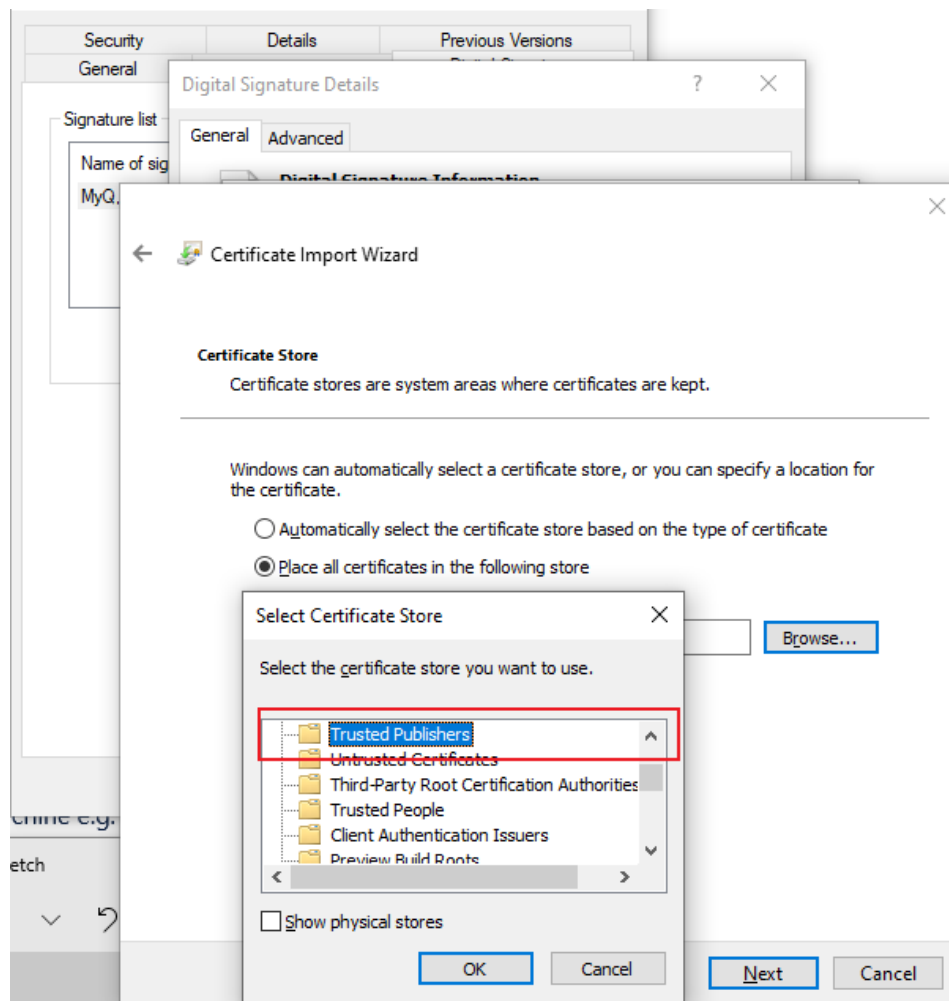 Security Details Previous Versions
General
Digital Signature Details ?
Signature list
General Advanced
Name of sig
Digital Signature Information
MyQ,
Certificate Import Wizard
Certificate Store
Certificate stores are system areas where certificates are kept.
Windows can automatically select a certificate store, or you can specify a location for
the certificate.
Automatically select the certificate store based on the type of certificate
Place all certificates in the following store
Select Certificate Store
Browse...
Select the certificate store you want to use.
Trusted Publishers
Untrusted Certificates
Third-Party Root Certification Authorities
Trusted People
Client Authentication Issuers
Preview Build Roots
e.g.
etch
Show physical stores
OK Cancel
Next Cancel